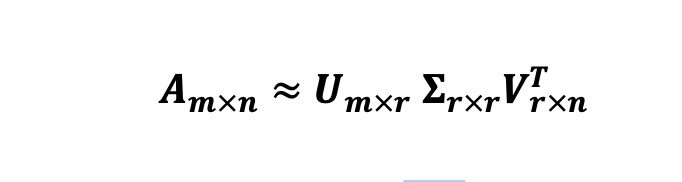 A_{m×n} ≈ U_{m×r} Σ_{r×r} V^T_{r×n}